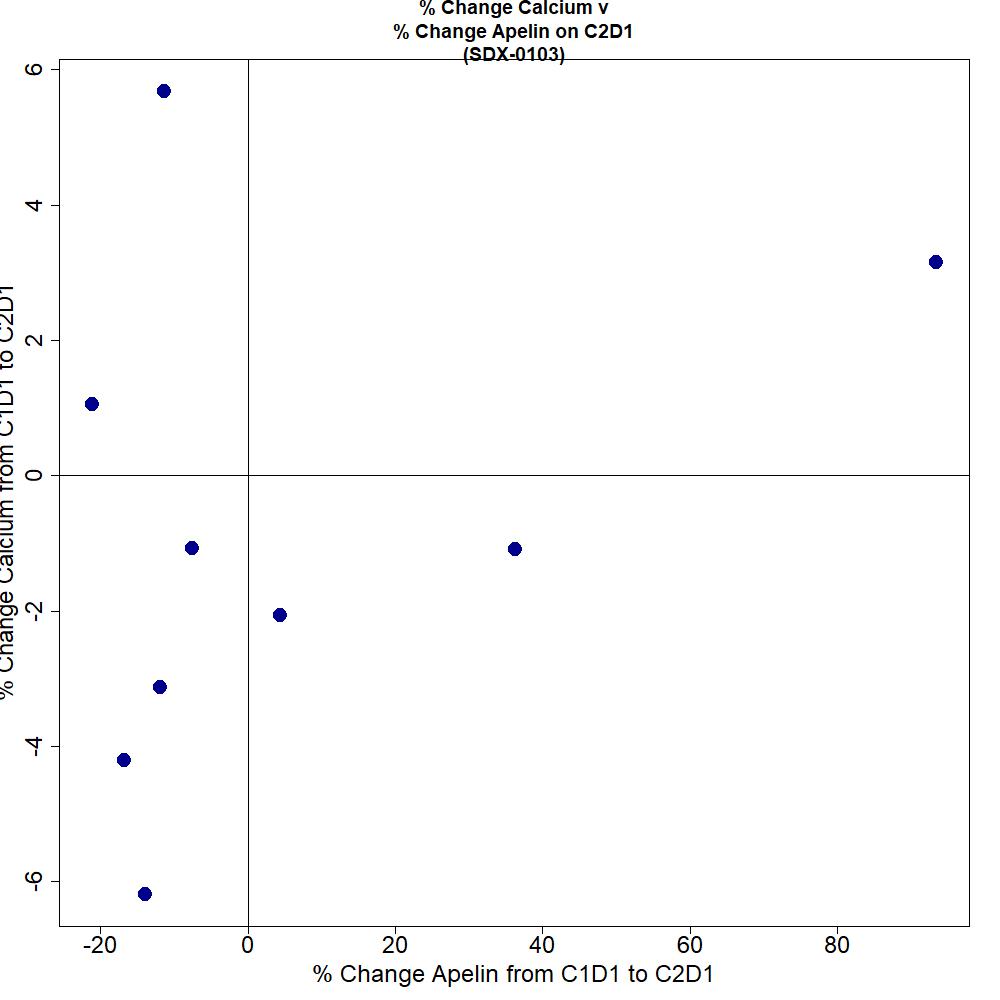 % Change Calcium v
% Change Apelin on C2D1
(SDX-0103)
% Change Calcium from C1D1 to C2D1
6
4
2
0
-2
-4
-6
-20 0 20 40 60 80
% Change Apelin from C1D1 to C2D1